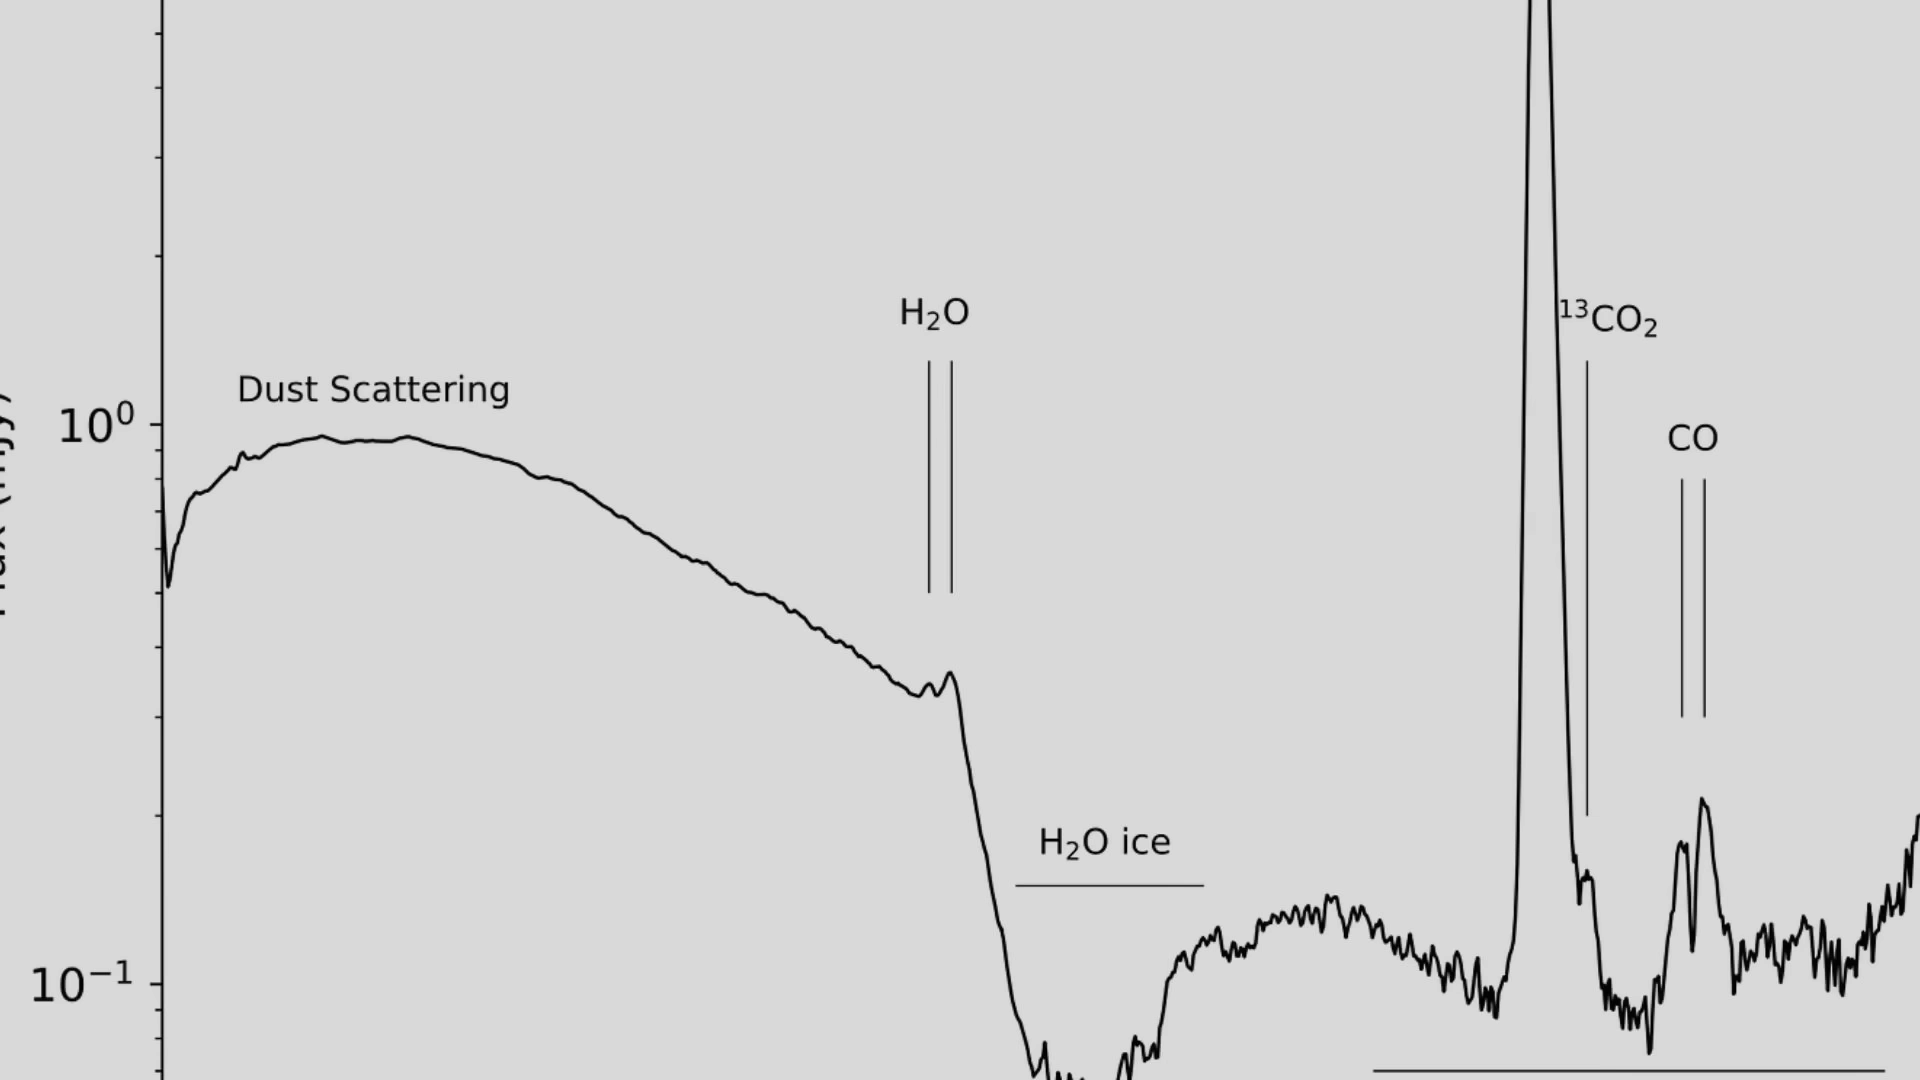 H₂O
¹³CO₂
Dust Scattering
10⁰
CO
H₂O ice
10⁻¹